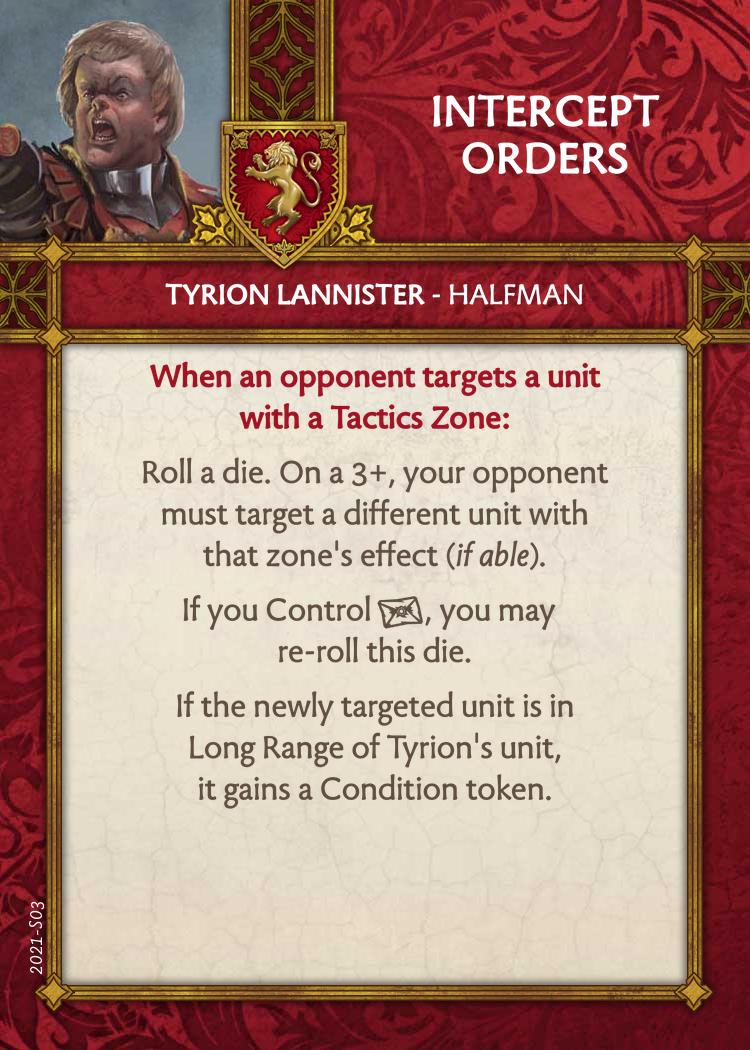 INTERCEPT
ORDERS
TYRION LANNISTER - HALFMAN
When an opponent targets a unit
with a Tactics Zone:
Roll a die. On a 3+, your opponent
must target a different unit with
that zone's effect (if able).
If you Control , you may
re-roll this die.
If the newly targeted unit is in
Long Range of Tyrion's unit,
it gains a Condition token.
2021-S03